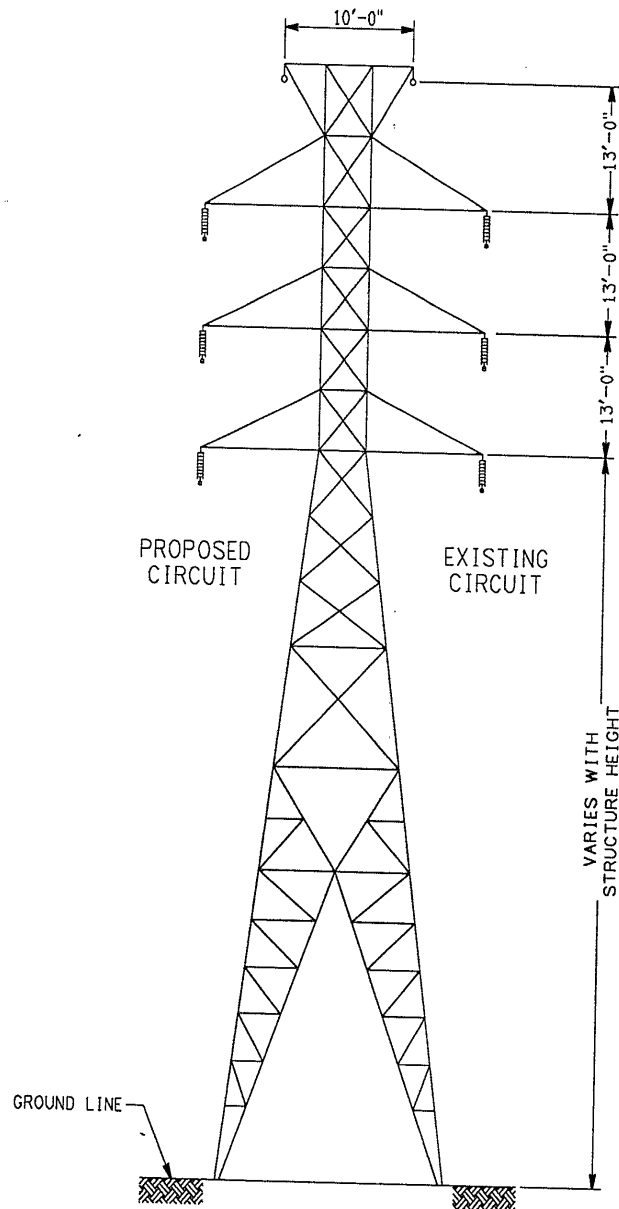 10'-0"
13'-0"
13'-0"
13'-0"
PROPOSED
CIRCUIT
EXISTING
CIRCUIT
VARIES WITH
STRUCTURE HEIGHT
GROUND LINE